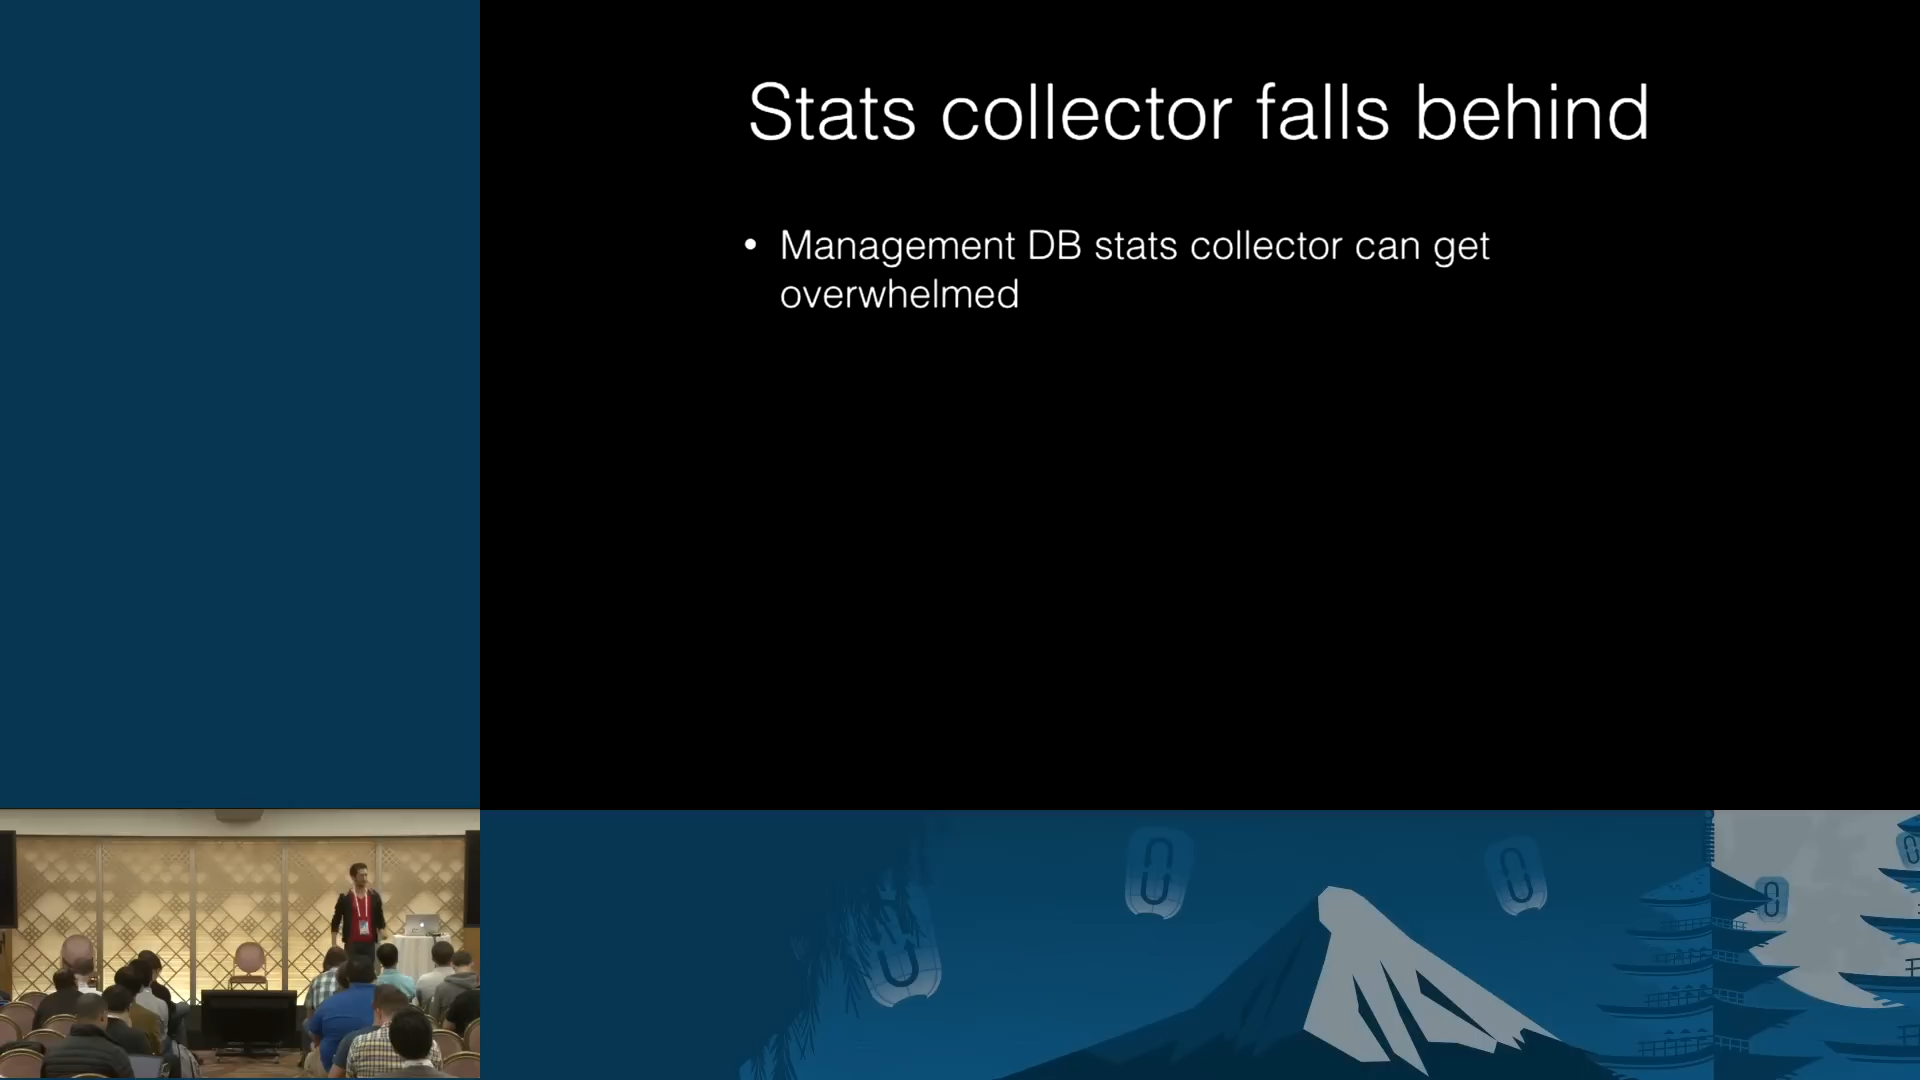 Stats collector falls behind
• Management DB stats collector can get
overwhelmed